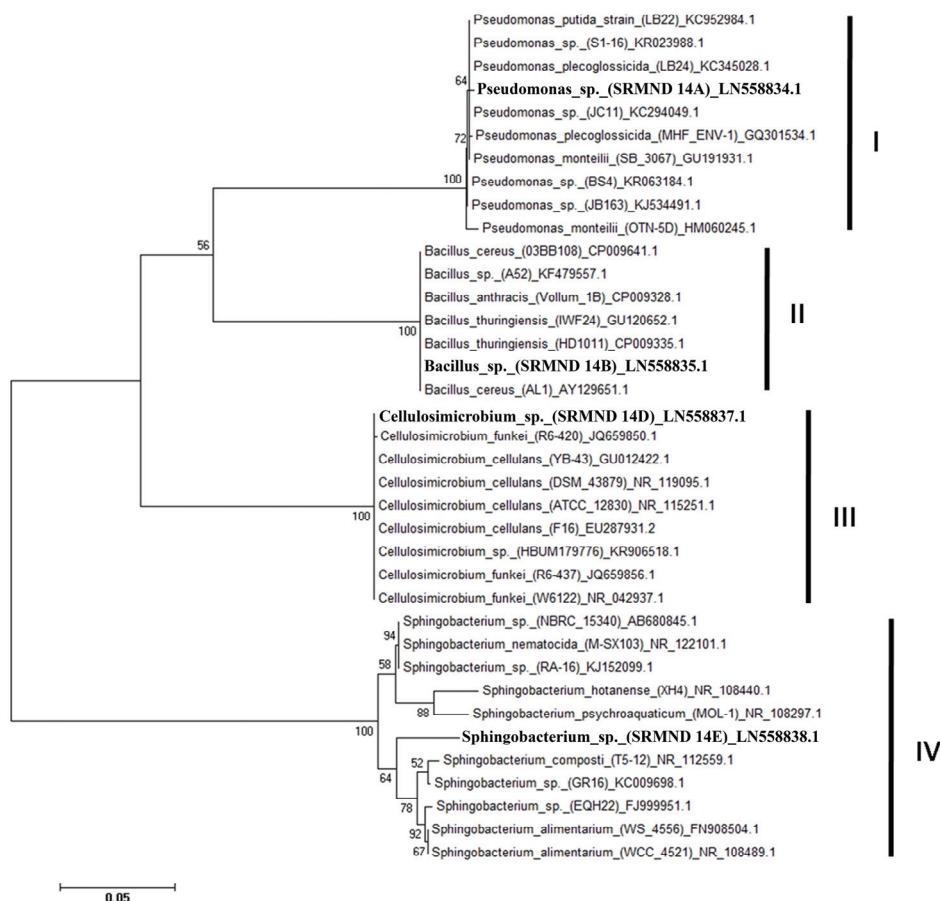 Pseudomonas_putida_strain_(LB22)_KC952984.1
Pseudomonas_sp._(S1-16)_KR023988.1
Pseudomonas_plecoglossicida_(LB24)_KC345028.1
64
Pseudomonas_sp._(SRMND 14A)_LN558834.1
Pseudomonas_sp._(JC11)_KC294049.1
72
Pseudomonas_plecoglossicida_(MHF_ENV-1)_GQ301534.1
I
Pseudomonas_monteilii_(SB_3067)_GU191931.1
100
Pseudomonas_sp._(BS4)_KR063184.1
Pseudomonas_sp._(JB163)_KJ534491.1
Pseudomonas_monteilii_(OTN-5D)_HM060245.1
56
Bacillus_cereus_(03BB108)_CP009641.1
Bacillus_sp._(A52)_KF479557.1
Bacillus_anthracis_(Vollum_1B)_CP009328.1
II
Bacillus_thuringiensis_(IWF24)_GU120652.1
100
Bacillus_thuringiensis_(HD1011)_CP009335.1
Bacillus_sp._(SRMND 14B)_LN558835.1
Bacillus_cereus_(AL1)_AY129651.1
Cellulosimicrobium_sp._(SRMND 14D)_LN558837.1
Cellulosimicrobium_funkei_(R6-420)_JQ659850.1
Cellulosimicrobium_cellulans_(YB-43)_GU012422.1
Cellulosimicrobium_cellulans_(DSM_43879)_NR_119095.1
Cellulosimicrobium_cellulans_(ATCC_12830)_NR_115251.1
100
III
Cellulosimicrobium_cellulans_(F16)_EU287931.2
Cellulosimicrobium_sp._(HBUM179776)_KR906518.1
Cellulosimicrobium_funkei_(R6-437)_JQ659856.1
Cellulosimicrobium_funkei_(W6122)_NR_042937.1
Sphingobacterium_sp._(NBRC_15340)_AB680845.1
94
Sphingobacterium_nematocida_(M-SX103)_NR_122101.1
58
Sphingobacterium_sp._(RA-16)_KJ152099.1
Sphingobacterium_hotanense_(XH4)_NR_108440.1
88
Sphingobacterium_psychroaquaticum_(MOL-1)_NR_108297.1
100
Sphingobacterium_sp._(SRMND 14E)_LN558838.1
IV
52
Sphingobacterium_composti_(T5-12)_NR_112559.1
64
Sphingobacterium_sp._(GR16)_KC009698.1
78
Sphingobacterium_sp._(EQH22)_FJ999951.1
92
Sphingobacterium_alimentarium_(WS_4556)_FN908504.1
67
Sphingobacterium_alimentarium_(WCC_4521)_NR_108489.1
0.05